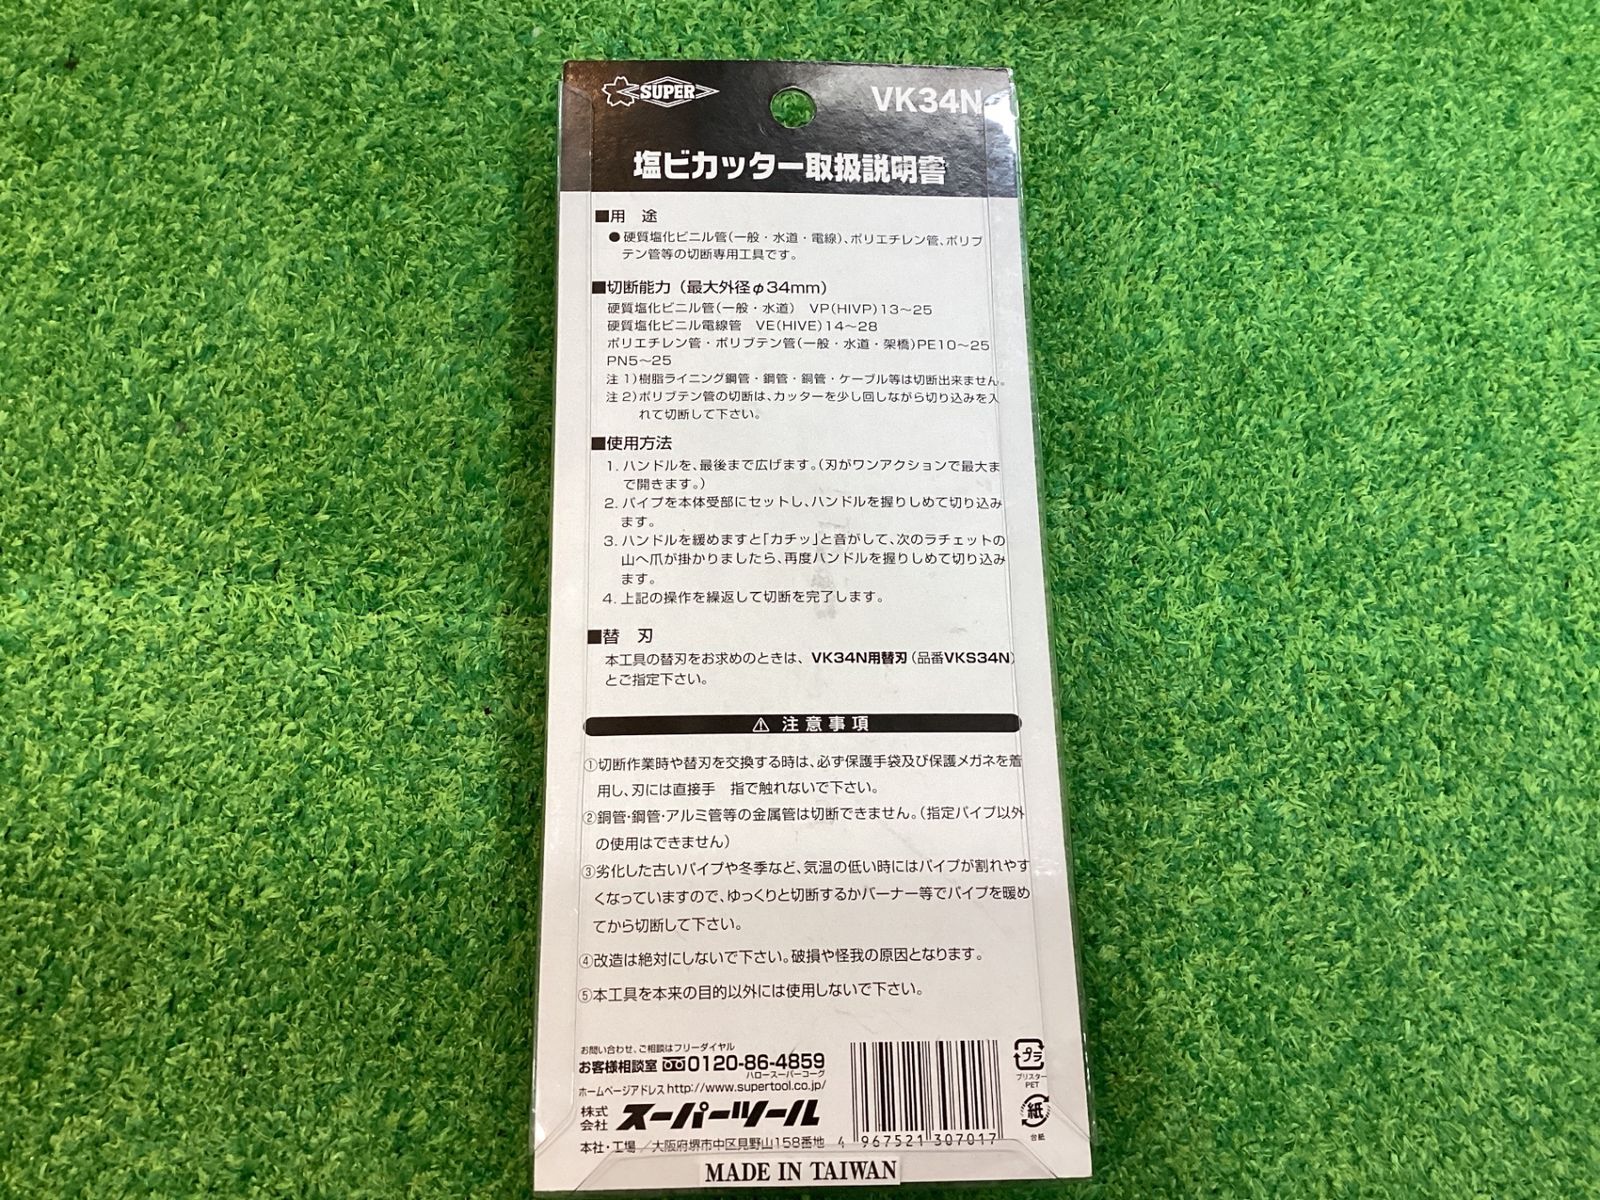 SUPER
VK34N
塩ビカッター取扱説明書
■用 途
●硬質塩化ビニル管(一般・水道・電線)、ポリエチレン管、ポリブ
テン管等の切断専用工具です。
■切断能力(最大外径φ34mm)
硬質塩化ビニル管(一般・水道) VP(HIVP)13～25
硬質塩化ビニル電線管 VE(HIVE)14～28
ポリエチレン管・ポリブテン管(一般・水道・架橋)PE10～25
PN5～25
注1)樹脂ライニング鋼管・鋼管・銅管・ケーブル等は切断出来ません。
注2)ポリブテン管の切断は、カッターを少し回しながら切り込みを入
れて切断して下さい。
■使用方法
1. ハンドルを、最後まで広げます。(刃がワンアクションで最大ま
で開きます。)
2. パイプを本体受部にセットし、ハンドルを握りしめて切り込み
ます。
3. ハンドルを緩めますと「カチッ」と音がして、次のラチェットの
山へ爪が掛かりましたら、再度ハンドルを握りしめて切り込み
ます。
4. 上記の操作を繰返して切断を完了します。
■替 刃
本工具の替刃をお求めのときは、VK34N用替刃(品番VKS34N)
とご指定下さい。
⚠ 注意事項
①切断作業時や替刃を交換する時は、必ず保護手袋及び保護メガネを着
用し、刃には直接手 指で触れないで下さい。
②銅管・鋼管・アルミ管等の金属管は切断できません。(指定パイプ以外
の使用はできません)
③劣化した古いパイプや冬季など、気温の低い時にはパイプが割れやす
くなっていますので、ゆっくりと切断するかバーナー等でパイプを暖め
てから切断して下さい。
④改造は絶対にしないで下さい。破損や怪我の原因となります。
⑤本工具を本来の目的以外には使用しないで下さい。
お問い合わせ、ご相談はフリーダイヤル
お客様相談室 0120-86-4859
ハロースーパーコーグ
ホームページアドレス http://www.supertool.co.jp/
株式会社 スーパーツール
本社・工場/大阪府堺市中区見野山158番地
4 967521 307017
プラ
ブリスター
PET
紙
台紙
MADE IN TAIWAN